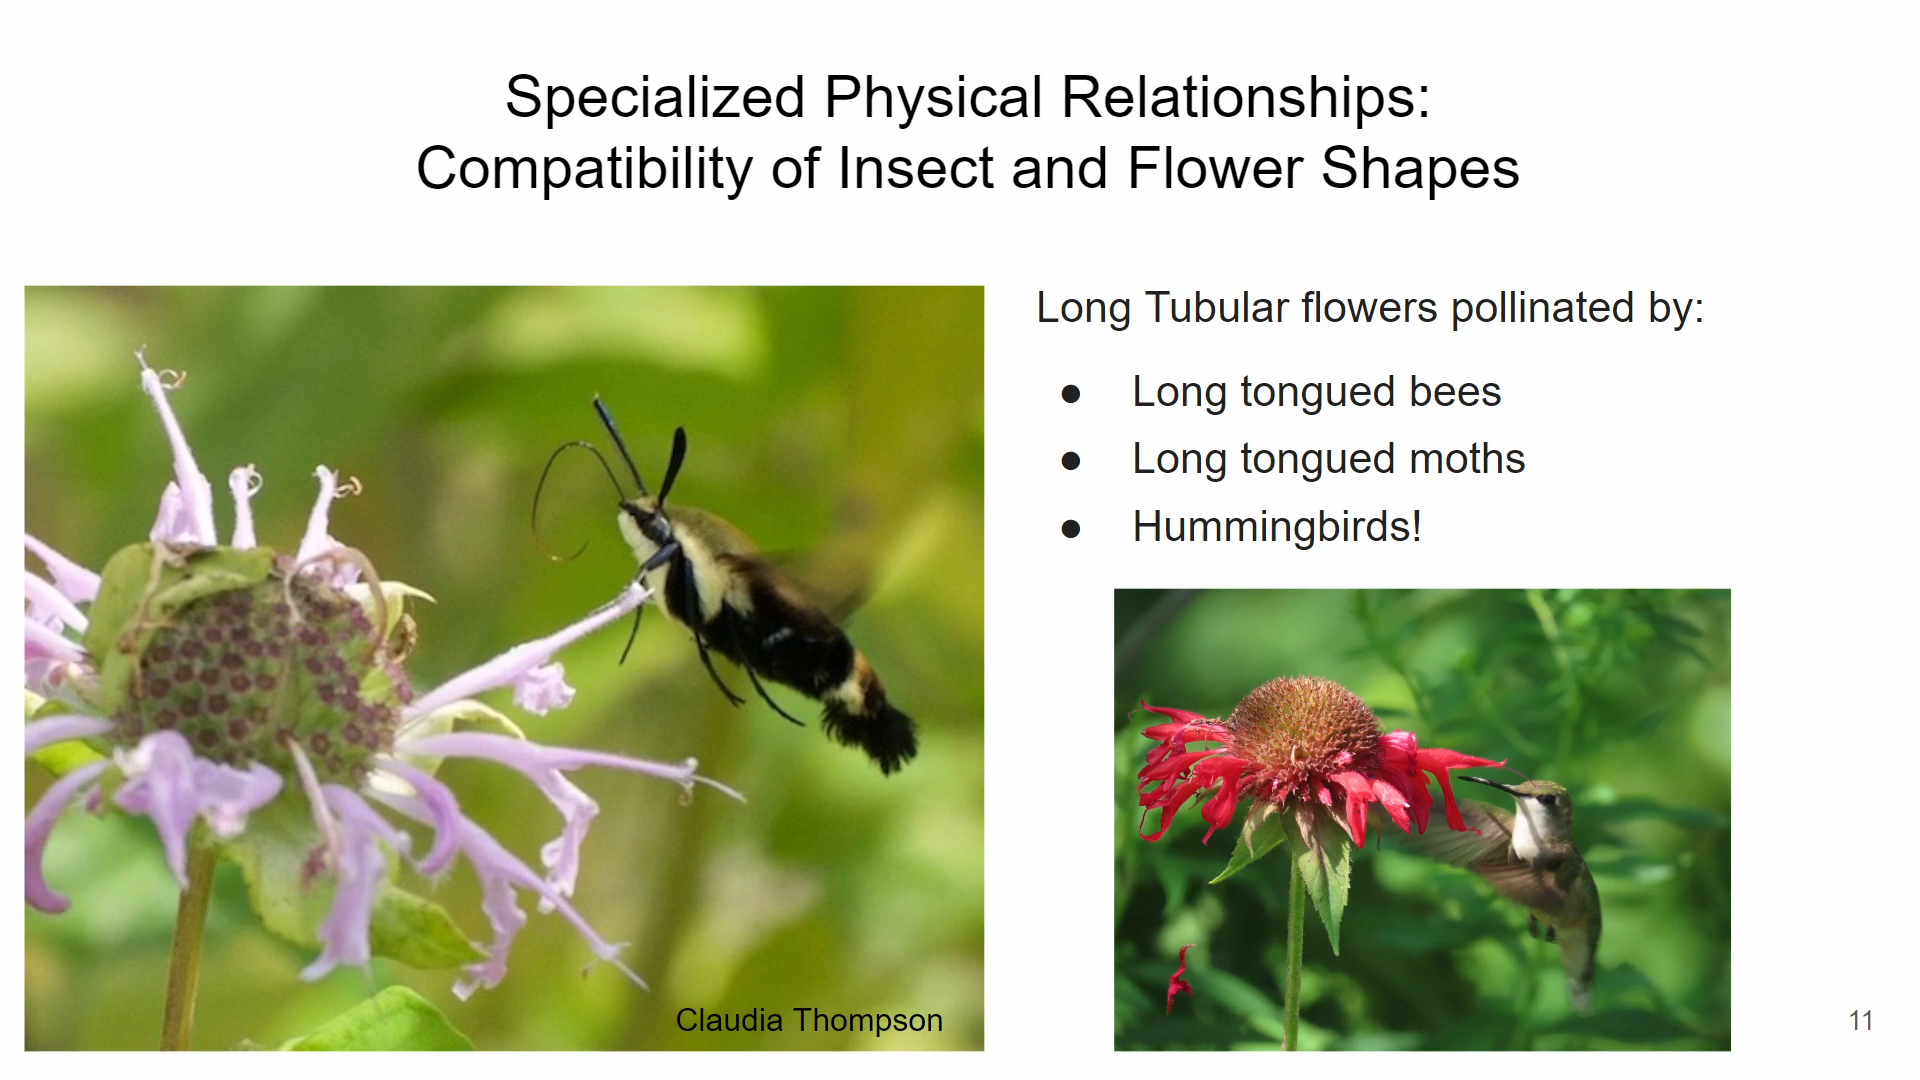 Specialized Physical Relationships:
Compatibility of Insect and Flower Shapes
Long Tubular flowers pollinated by:
● Long tongued bees
● Long tongued moths
● Hummingbirds!
Claudia Thompson
11